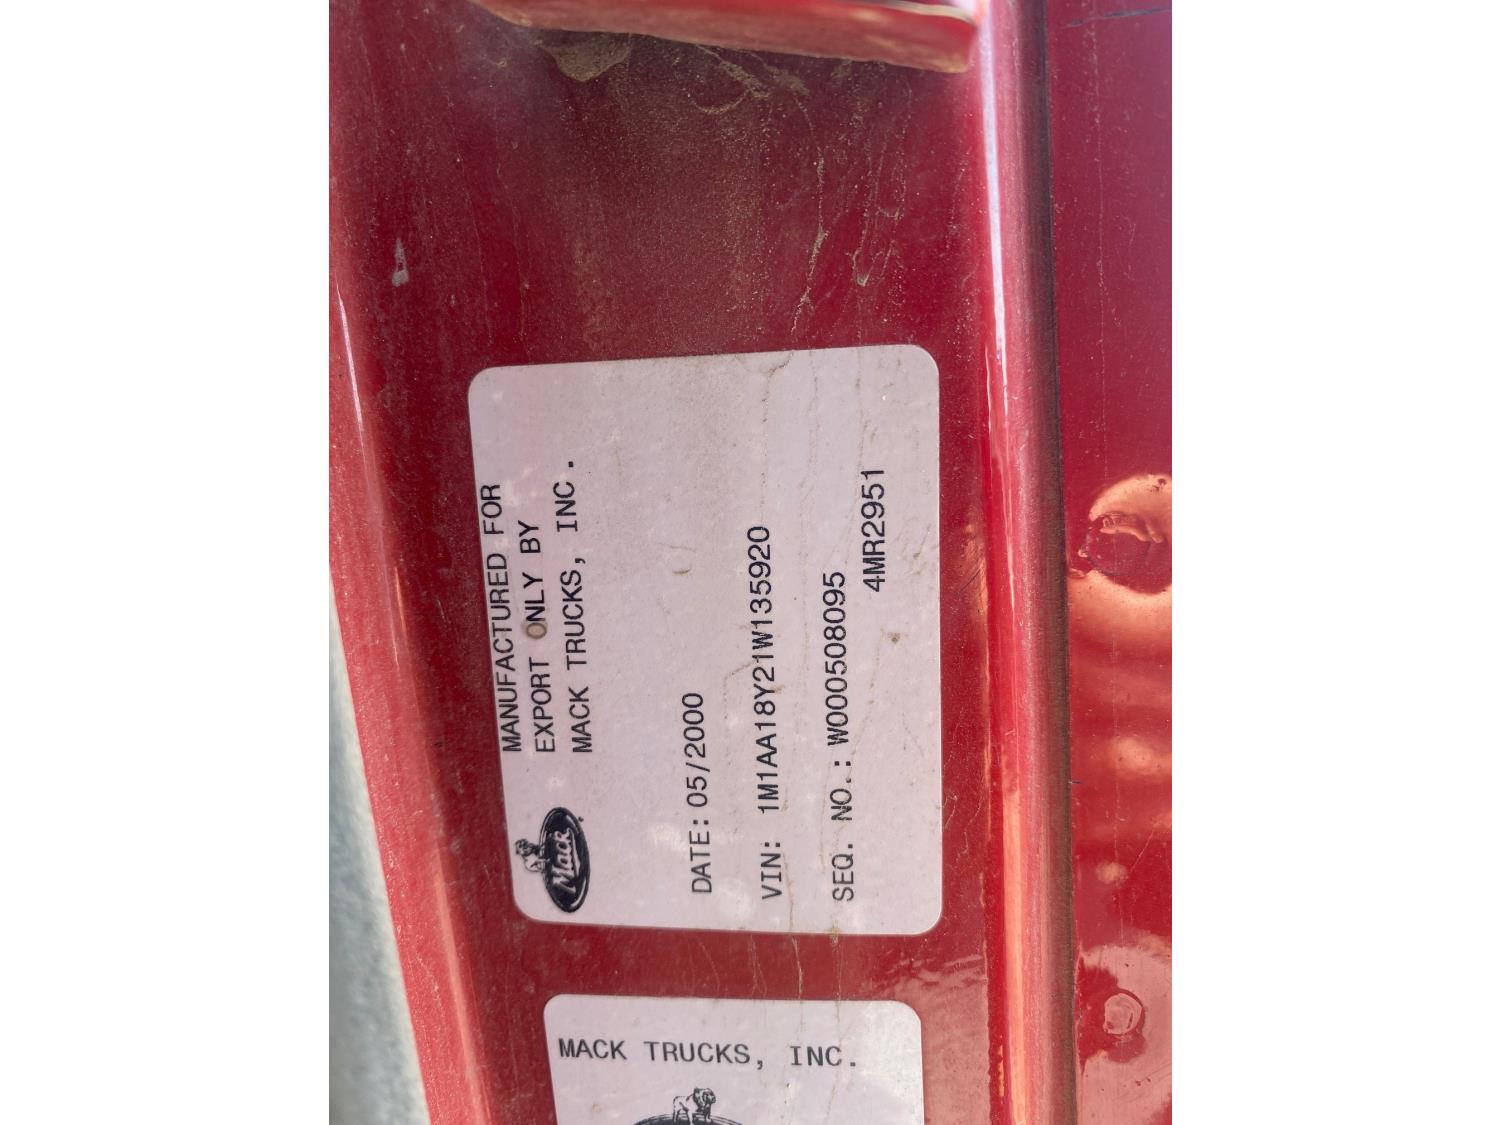 MANUFACTURED FOR
EXPORT ONLY BY
MACK TRUCKS, INC.
Mack
DATE: 05/2000
VIN: 1M1AA18Y21W135920
SEQ. NO.: W000508095
4MR2951
MACK TRUCKS, INC.